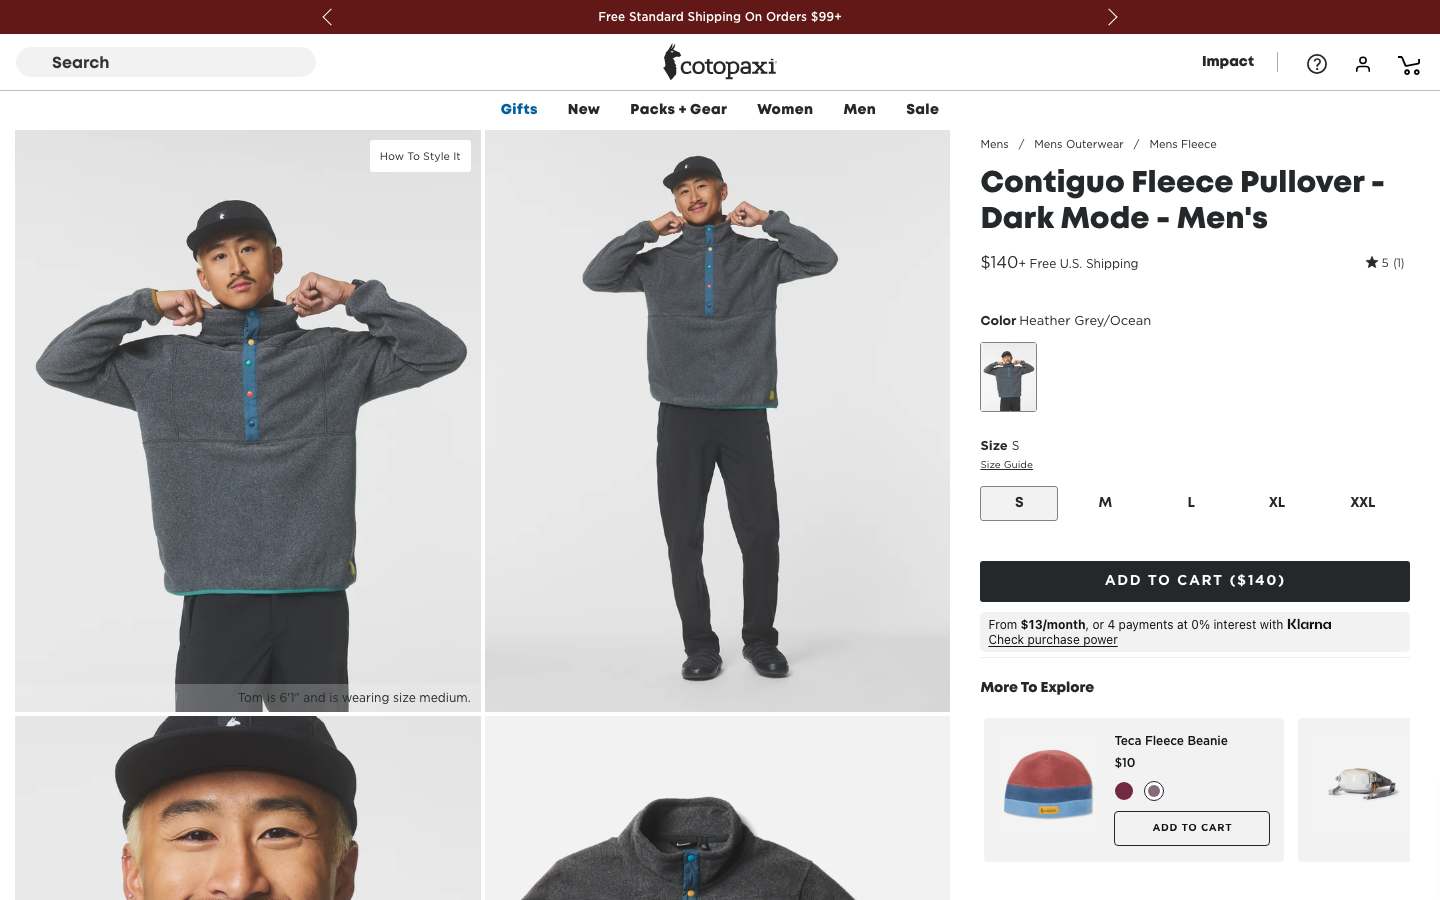 Free Standard Shipping On Orders $99+
Search
cotopaxi
Impact
Gifts New Packs + Gear Women Men Sale
How To Style It
Tom is 6'1" and is wearing size medium.
Mens / Mens Outerwear / Mens Fleece
Contiguo Fleece Pullover -
Dark Mode - Men's
$140+ Free U.S. Shipping
5 (1)
Color Heather Grey/Ocean
Size S
Size Guide
S M L XL XXL
ADD TO CART ($140)
From $13/month, or 4 payments at 0% interest with Klarna
Check purchase power
More To Explore
Teca Fleece Beanie
$10
ADD TO CART